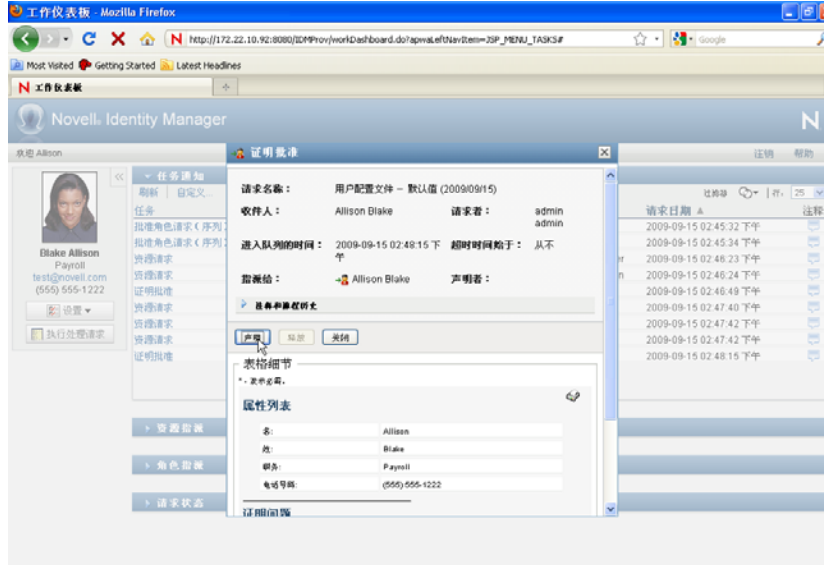 工作仪表板 - Mozilla Firefox
http://172.22.10.92:8080/IDMProv/workDashboard.do?apwaLeftNavItem=JSP_MENU_TASKS#
Google
Most Visited Getting Started Latest Headlines
工作仪表板
Novell® Identity Manager
欢迎 Allison
注销 帮助
证明批准
请求名称： 用户配置文件 - 默认值 (2009/09/15)
收件人： Allison Blake 请求者： admin admin
进入队列的时间： 2009-09-15 02:48:15 下午 超时时间始于： 从不
指派给： Allison Blake 声明者：
注释和流程历史
声明 释放 关闭
表格细节
* - 表示必需。
属性列表
名: Allison
姓: Blake
职务: Payroll
电话号码: (555) 555-1222
证明问题
Blake Allison
Payroll
test@novell.com
(555) 555-1222
设置
执行处理请求
任务通知
刷新 自定义...
过滤器 行: 25
任务 请求日期 注释
批准角色请求 ( 序列 2009-09-15 02:45:32 下午
批准角色请求 ( 序列 2009-09-15 02:45:34 下午
资源请求 2009-09-15 02:46:23 下午
资源请求 2009-09-15 02:46:24 下午
证明批准 2009-09-15 02:46:49 下午
资源请求 2009-09-15 02:47:40 下午
资源请求 2009-09-15 02:47:42 下午
资源请求 2009-09-15 02:47:42 下午
证明批准 2009-09-15 02:48:15 下午
资源指派
角色指派
请求状态